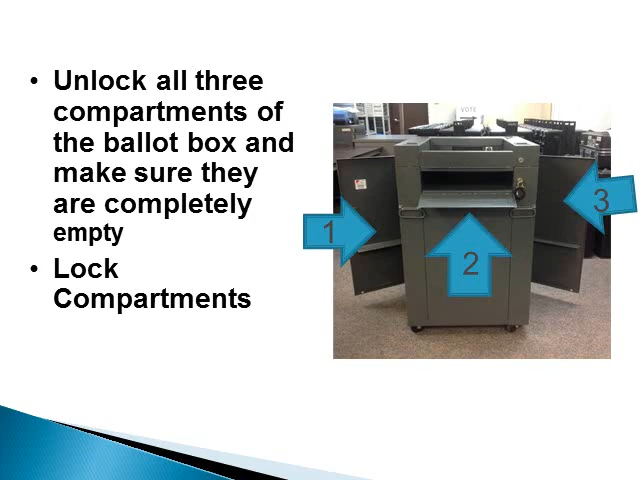 • Unlock all three
compartments of
the ballot box and
make sure they
are completely
empty
• Lock
Compartments
VOTE
1
2
3